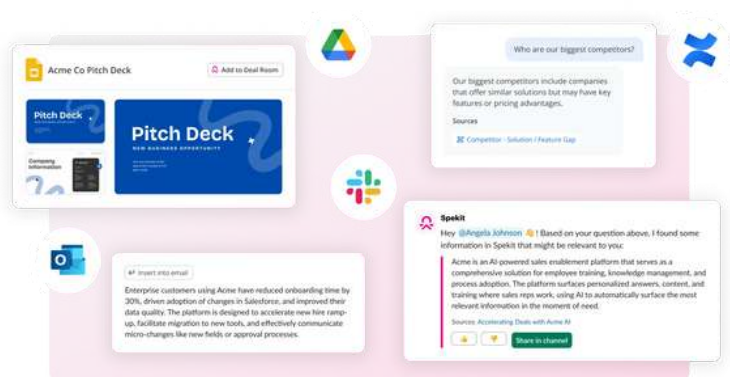 Acme Co Pitch Deck
Add to Deal Room
Pitch Deck
Company
Information
Pitch Deck
NEW BUSINESS OPPORTUNITY
Who are our biggest competitors?
Our biggest competitors include companies
that offer similar solutions but may have key
features or pricing advantages.
Sources
Competitor - Solution / Feature Gap
Insert into email
Enterprise customers using Acme have reduced onboarding time by
30%, driven adoption of changes in Salesforce, and improved their
data quality. The platform is designed to accelerate new hire ramp-
up, facilitate migration to new tools, and effectively communicate
micro-changes like new fields or approval processes.
Spekit
Hey @Angela Johnson 👋 ! Based on your question above, I found some
information in Spekit that might be relevant to you:
Acme is an AI-powered sales enablement platform that serves as a
comprehensive solution for employee training, knowledge management, and
process adoption. The platform surfaces personalized answers, content, and
training where sales reps work, using AI to automatically surface the most
relevant information in the moment of need.
Sources Accelerating Deals with Acme AI
Share in channel